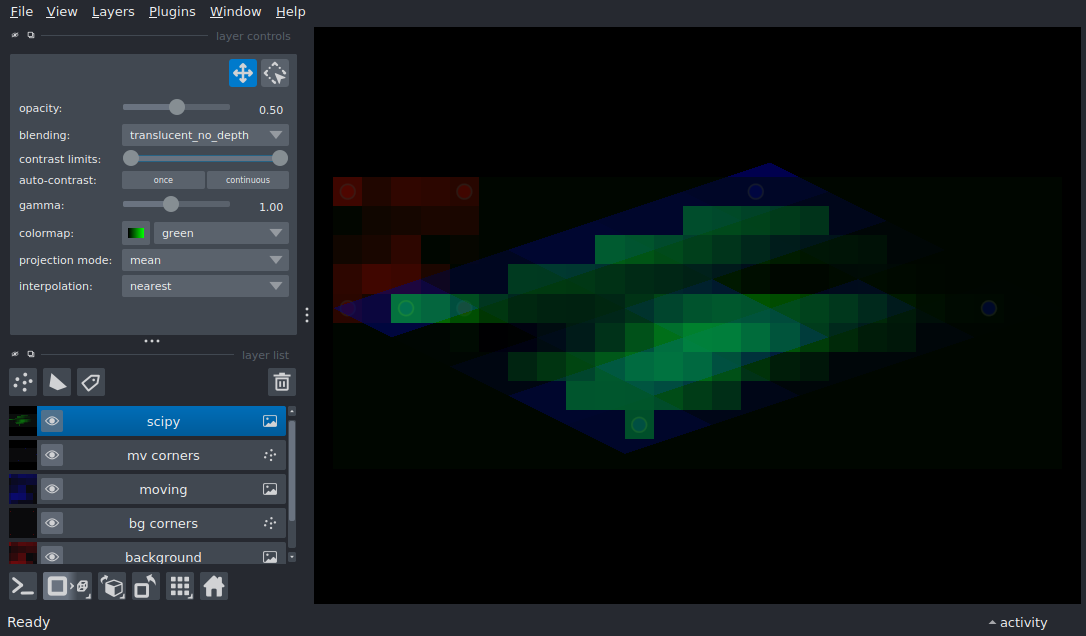 File View Layers Plugins Window Help
layer controls
opacity: 0.50
blending: translucent_no_depth
contrast limits:
auto-contrast: once continuous
gamma: 1.00
colormap: green
projection mode: mean
interpolation: nearest
layer list
scipy
mv corners
moving
bg corners
background
Ready
activity